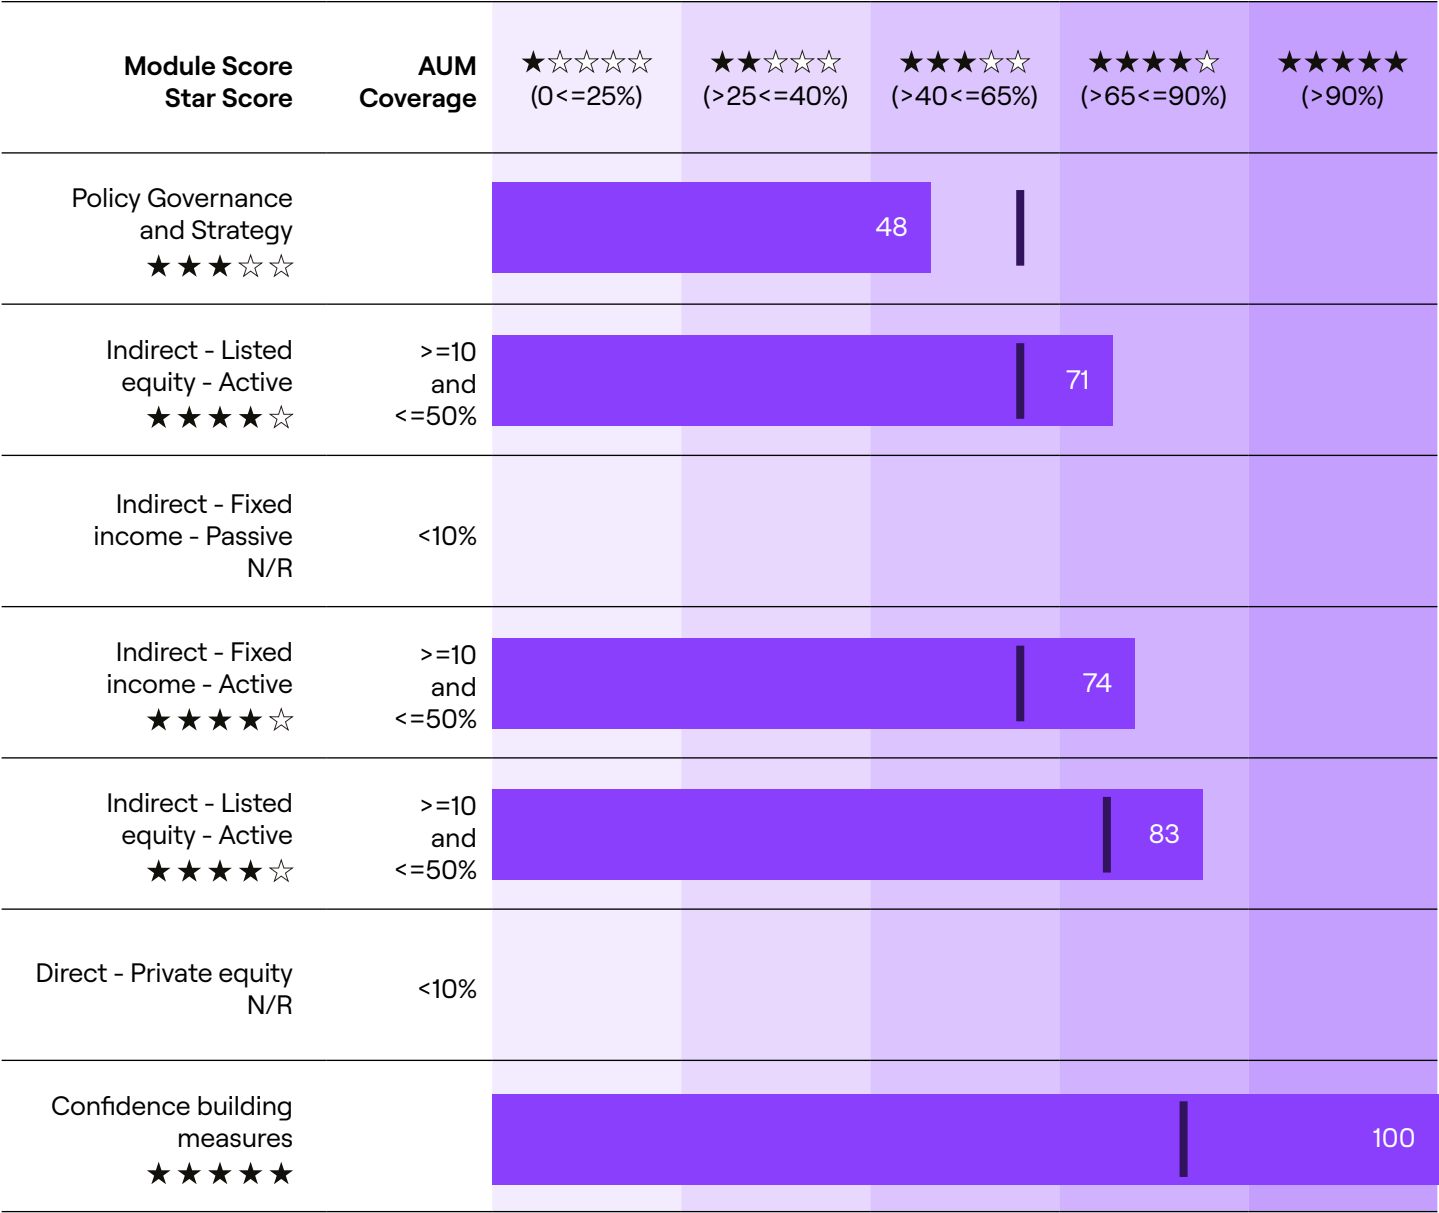 Module Score
Star Score
AUM
Coverage
★☆☆☆☆
(0<=25%)
★★☆☆☆
(>25<=40%)
★★★☆☆
(>40<=65%)
★★★★☆
(>65<=90%)
★★★★★
(>90%)
Policy Governance
and Strategy
★★★☆☆
48
Indirect - Listed
equity - Active
★★★★☆
>=10
and
<=50%
71
Indirect - Fixed
income - Passive
N/R
<10%
Indirect - Fixed
income - Active
★★★★☆
>=10
and
<=50%
74
Indirect - Listed
equity - Active
★★★★☆
>=10
and
<=50%
83
Direct - Private equity
N/R
<10%
Confidence building
measures
★★★★★
100